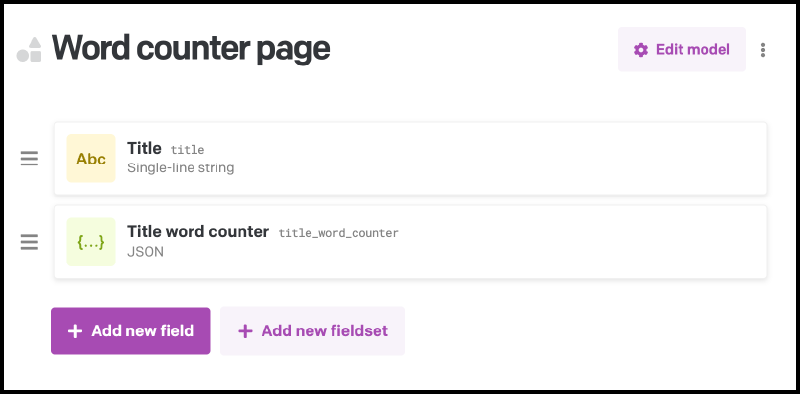 Word counter page
Edit model
Abc
Title title
Single-line string
{...}
Title word counter title_word_counter
JSON
+ Add new field
+ Add new fieldset